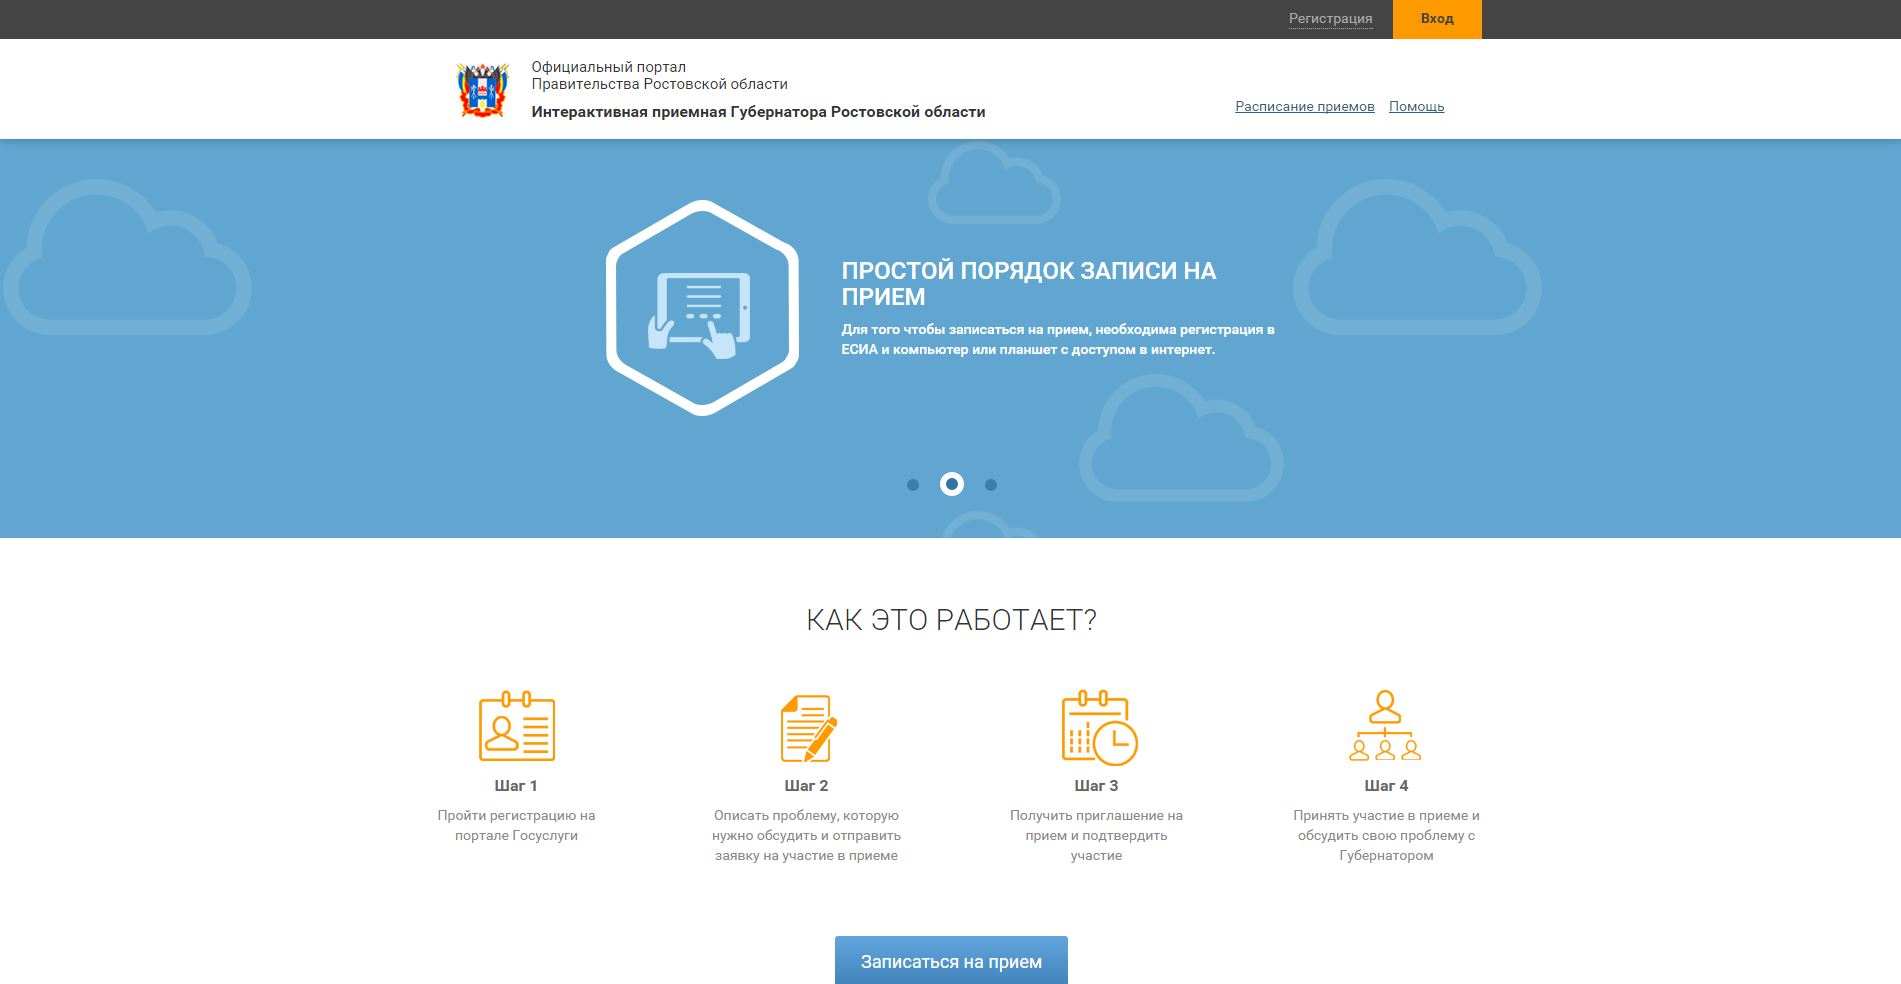 Регистрация
Вход
Официальный портал
Правительства Ростовской области
Интерактивная приемная Губернатора Ростовской области
Расписание приемов
Помощь
ПРОСТОЙ ПОРЯДОК ЗАПИСИ НА
ПРИЕМ
Для того чтобы записаться на прием, необходима регистрация в
ЕСИА и компьютер или планшет с доступом в интернет.
КАК ЭТО РАБОТАЕТ?
Шаг 1
Пройти регистрацию на
портале Госуслуги
Шаг 2
Описать проблему, которую
нужно обсудить и отправить
заявку на участие в приеме
Шаг 3
Получить приглашение на
прием и подтвердить
участие
Шаг 4
Принять участие в приеме и
обсудить свою проблему с
Губернатором
Записаться на прием